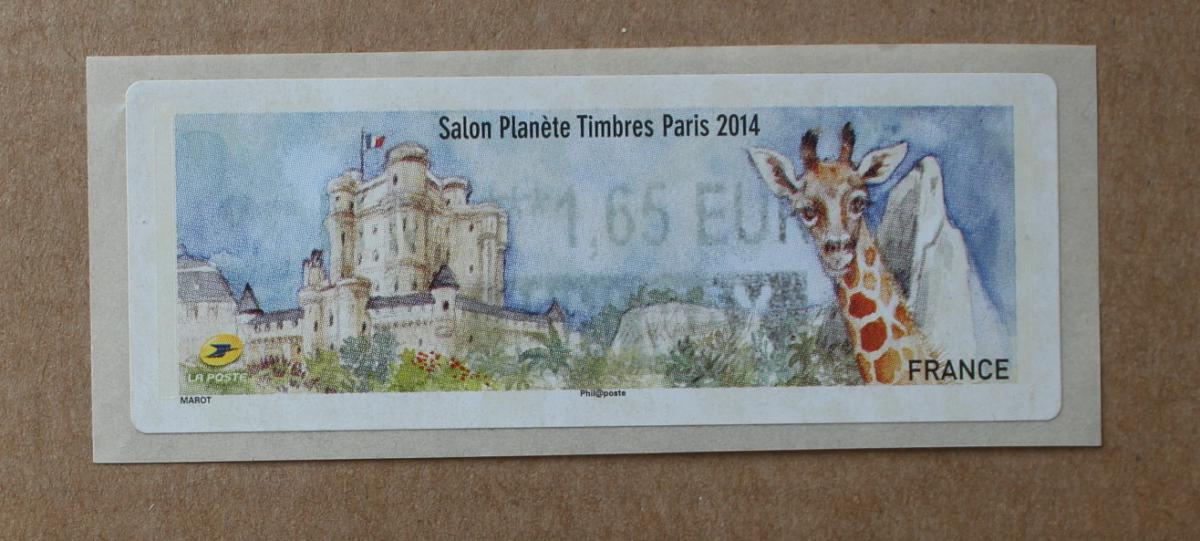 Salon Planète Timbres Paris 2014
**1,65 EUR
LA POSTE
FRANCE
MAROT
Phil@poste